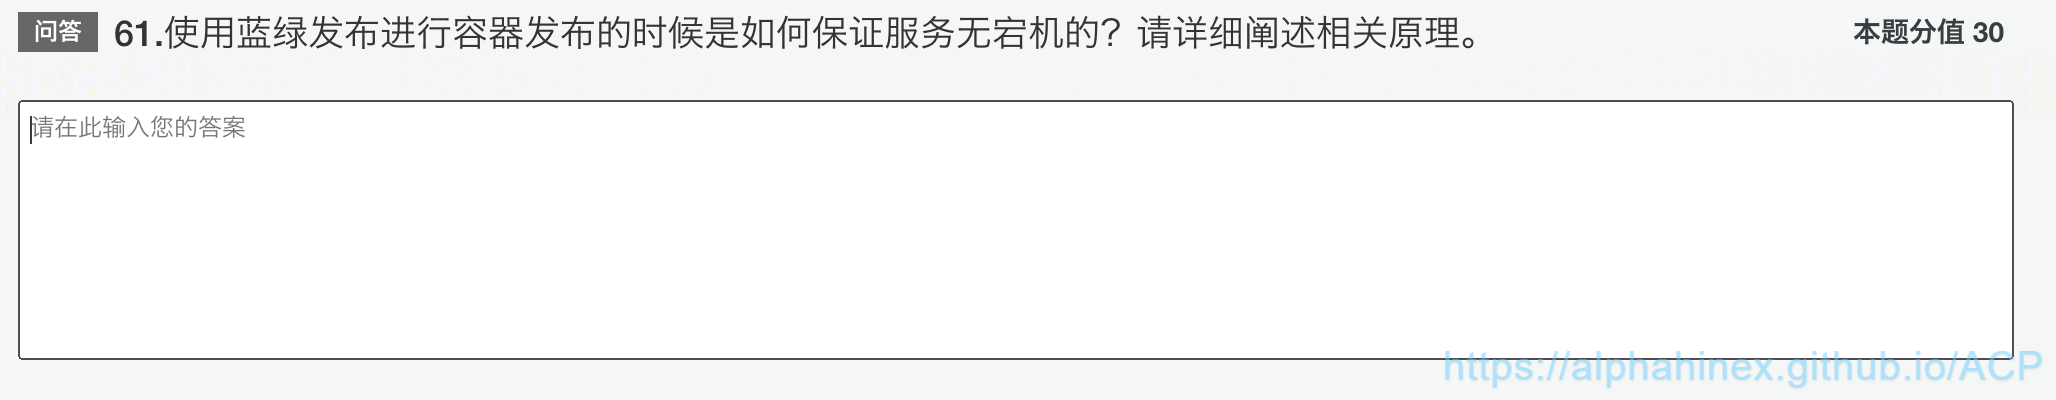 问答 61.使用蓝绿发布进行容器发布的时候是如何保证服务无宕机的？请详细阐述相关原理。 本题分值 30
请在此输入您的答案
https://alphahinex.github.io/ACP